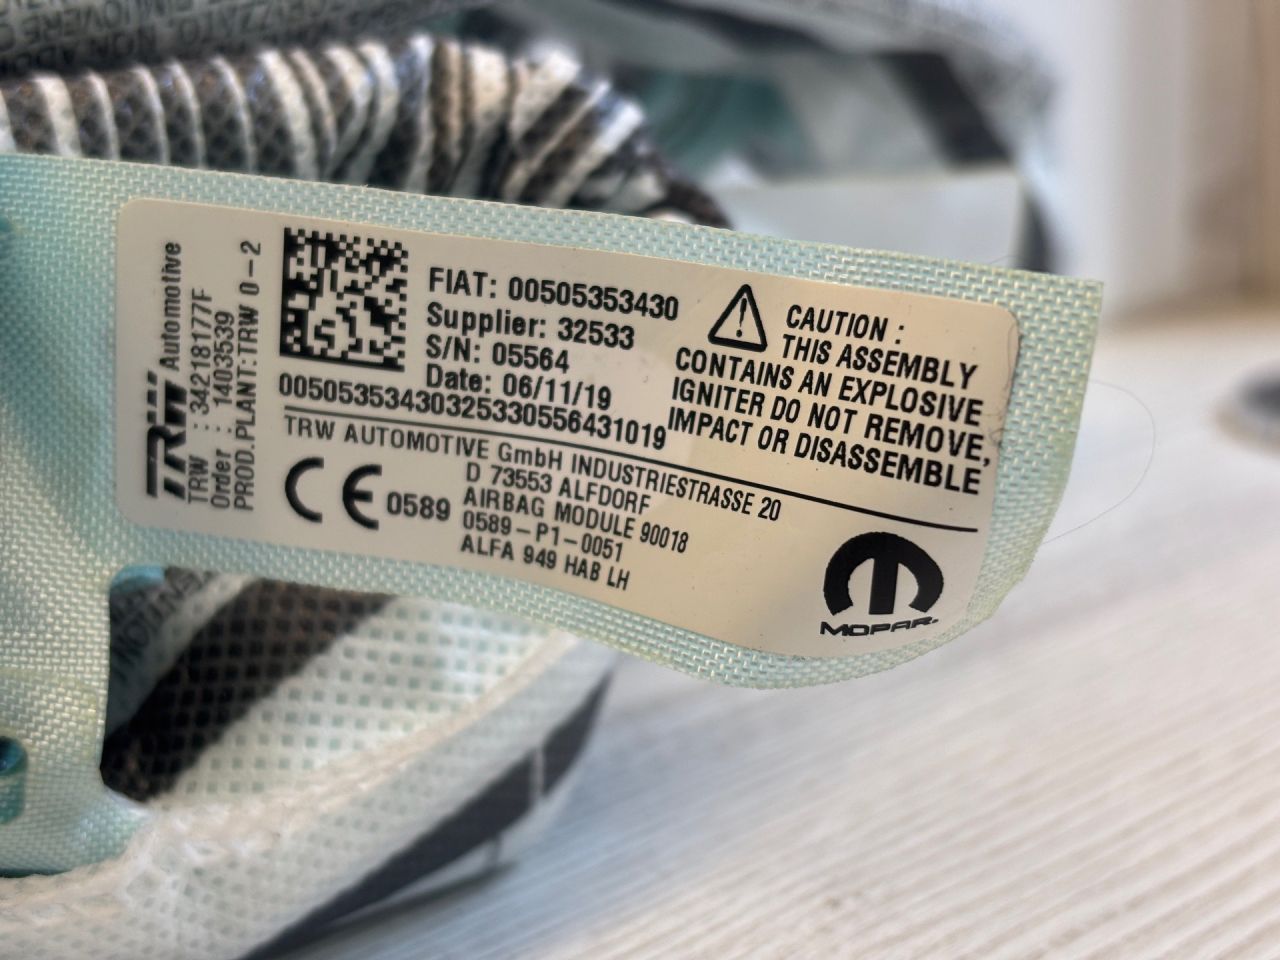 TRW Automotive
TRW : 34218177F
Order : 1403539
PROD.PLANT:TRW 0-2
FIAT: 00505353430
Supplier: 32533
S/N: 05564
Date: 06/11/19
00505353430325330556431019
CAUTION :
THIS ASSEMBLY
CONTAINS AN EXPLOSIVE
IGNITER DO NOT REMOVE,
IMPACT OR DISASSEMBLE
TRW AUTOMOTIVE GmbH INDUSTRIESTRASSE 20
D 73553 ALFDORF
CE 0589
AIRBAG MODULE 90018
0589-P1-0051
ALFA 949 HAB LH
MOPAR